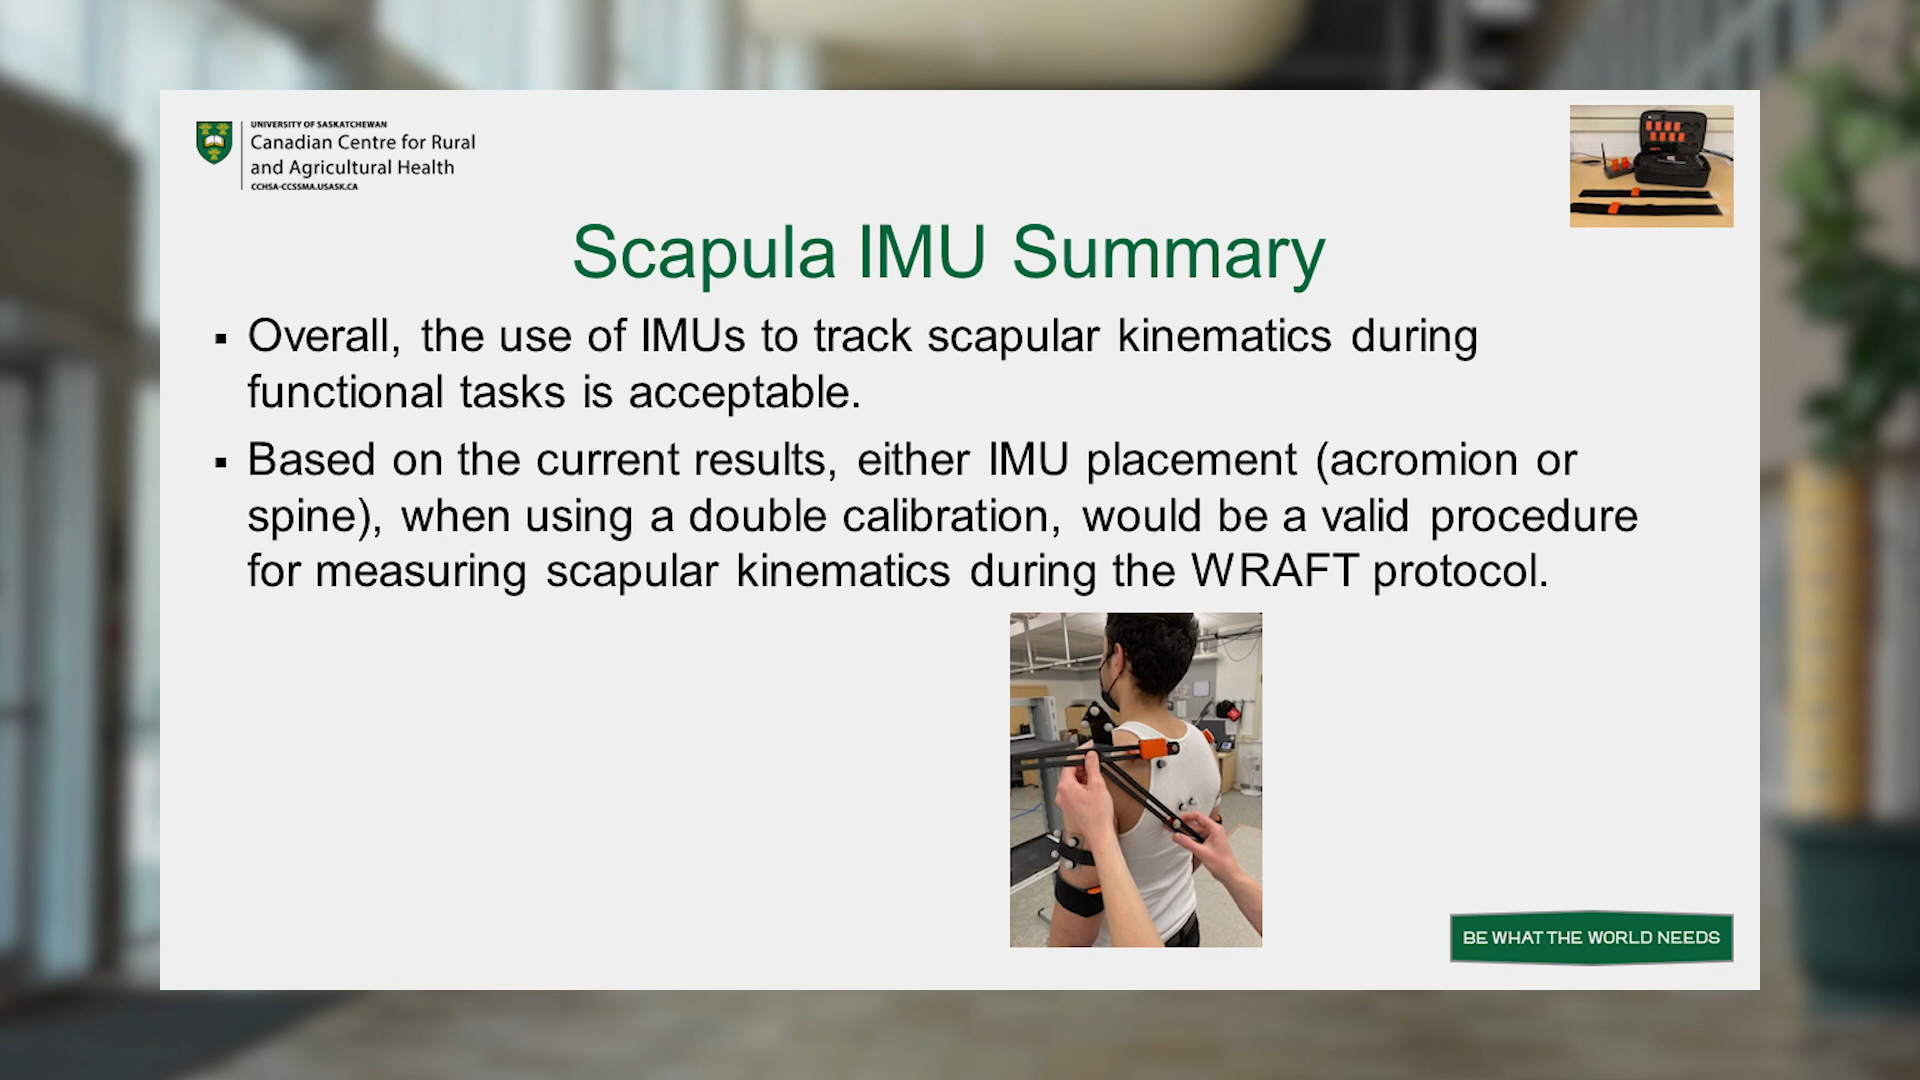 UNIVERSITY OF SASKATCHEWAN
Canadian Centre for Rural
and Agricultural Health
CCHSA-CCSSMA.USASK.CA
Scapula IMU Summary
▪ Overall, the use of IMUs to track scapular kinematics during
functional tasks is acceptable.
▪ Based on the current results, either IMU placement (acromion or
spine), when using a double calibration, would be a valid procedure
for measuring scapular kinematics during the WRAFT protocol.
BE WHAT THE WORLD NEEDS